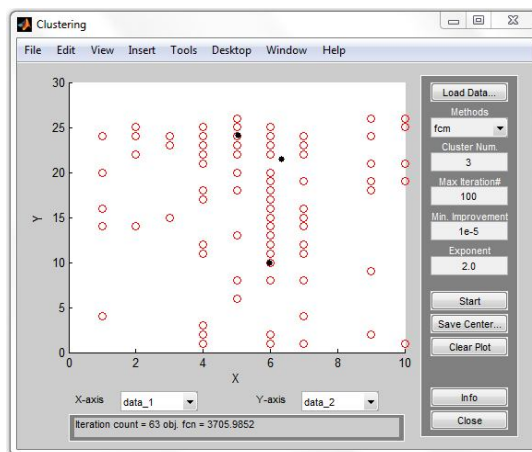 Clustering
File Edit View Insert Tools Desktop Window Help
30
25
20
15
10
5
0
Y
0 2 4 6 8 10
X
X-axis data_1 Y-axis data_2
Iteration count = 63 obj. fcn = 3705.9852
Load Data...
Methods
fcm
Cluster Num.
3
Max Iteration#
100
Min. Improvement
1e-5
Exponent
2.0
Start
Save Center...
Clear Plot
Info
Close